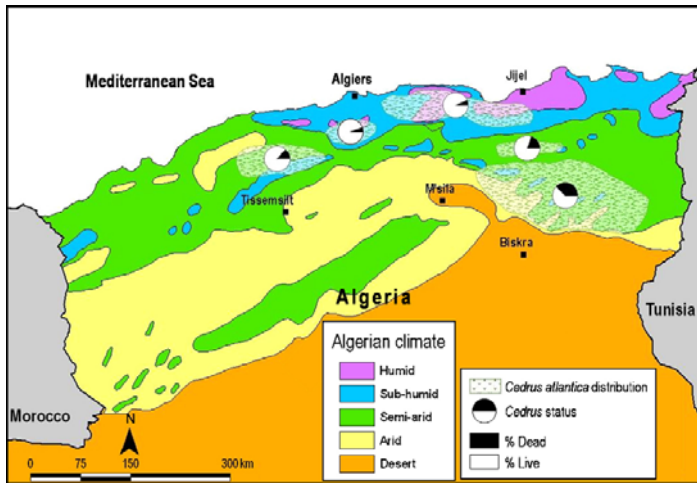 Mediterranean Sea
Algiers
Jijel
Tissemsilt
M'sila
Biskra
Algeria
Tunisia
Morocco
N
0 75 150 300 km
Algerian climate
Humid
Sub-humid
Semi-arid
Arid
Desert
Cedrus atlantica distribution
Cedrus status
% Dead
% Live